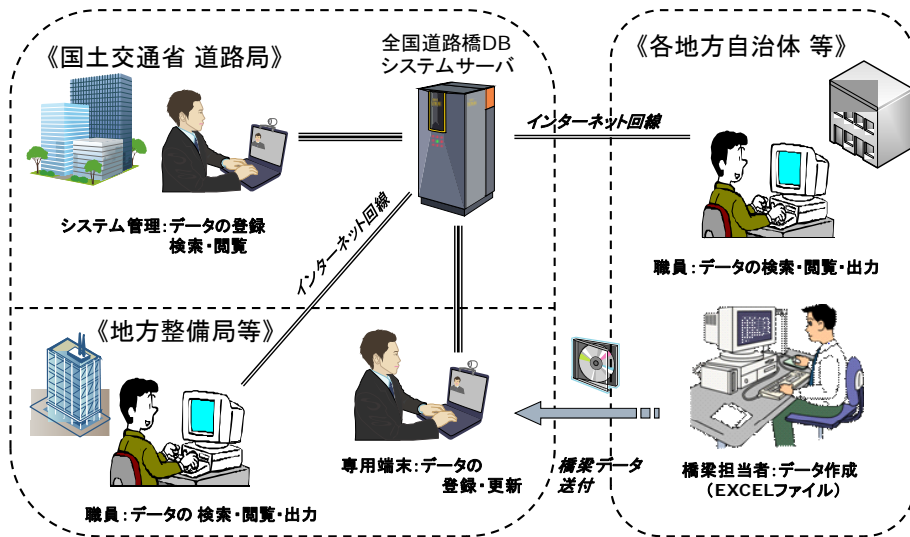 《国土交通省 道路局》
全国道路橋DB
システムサーバ
《各地方自治体 等》
インターネット回線
システム管理:データの登録
検索・閲覧
インターネット回線
職員:データの検索・閲覧・出力
《地方整備局等》
専用端末:データの
登録・更新
橋梁データ
送付
橋梁担当者:データ作成
(EXCELファイル)
職員:データの 検索・閲覧・出力